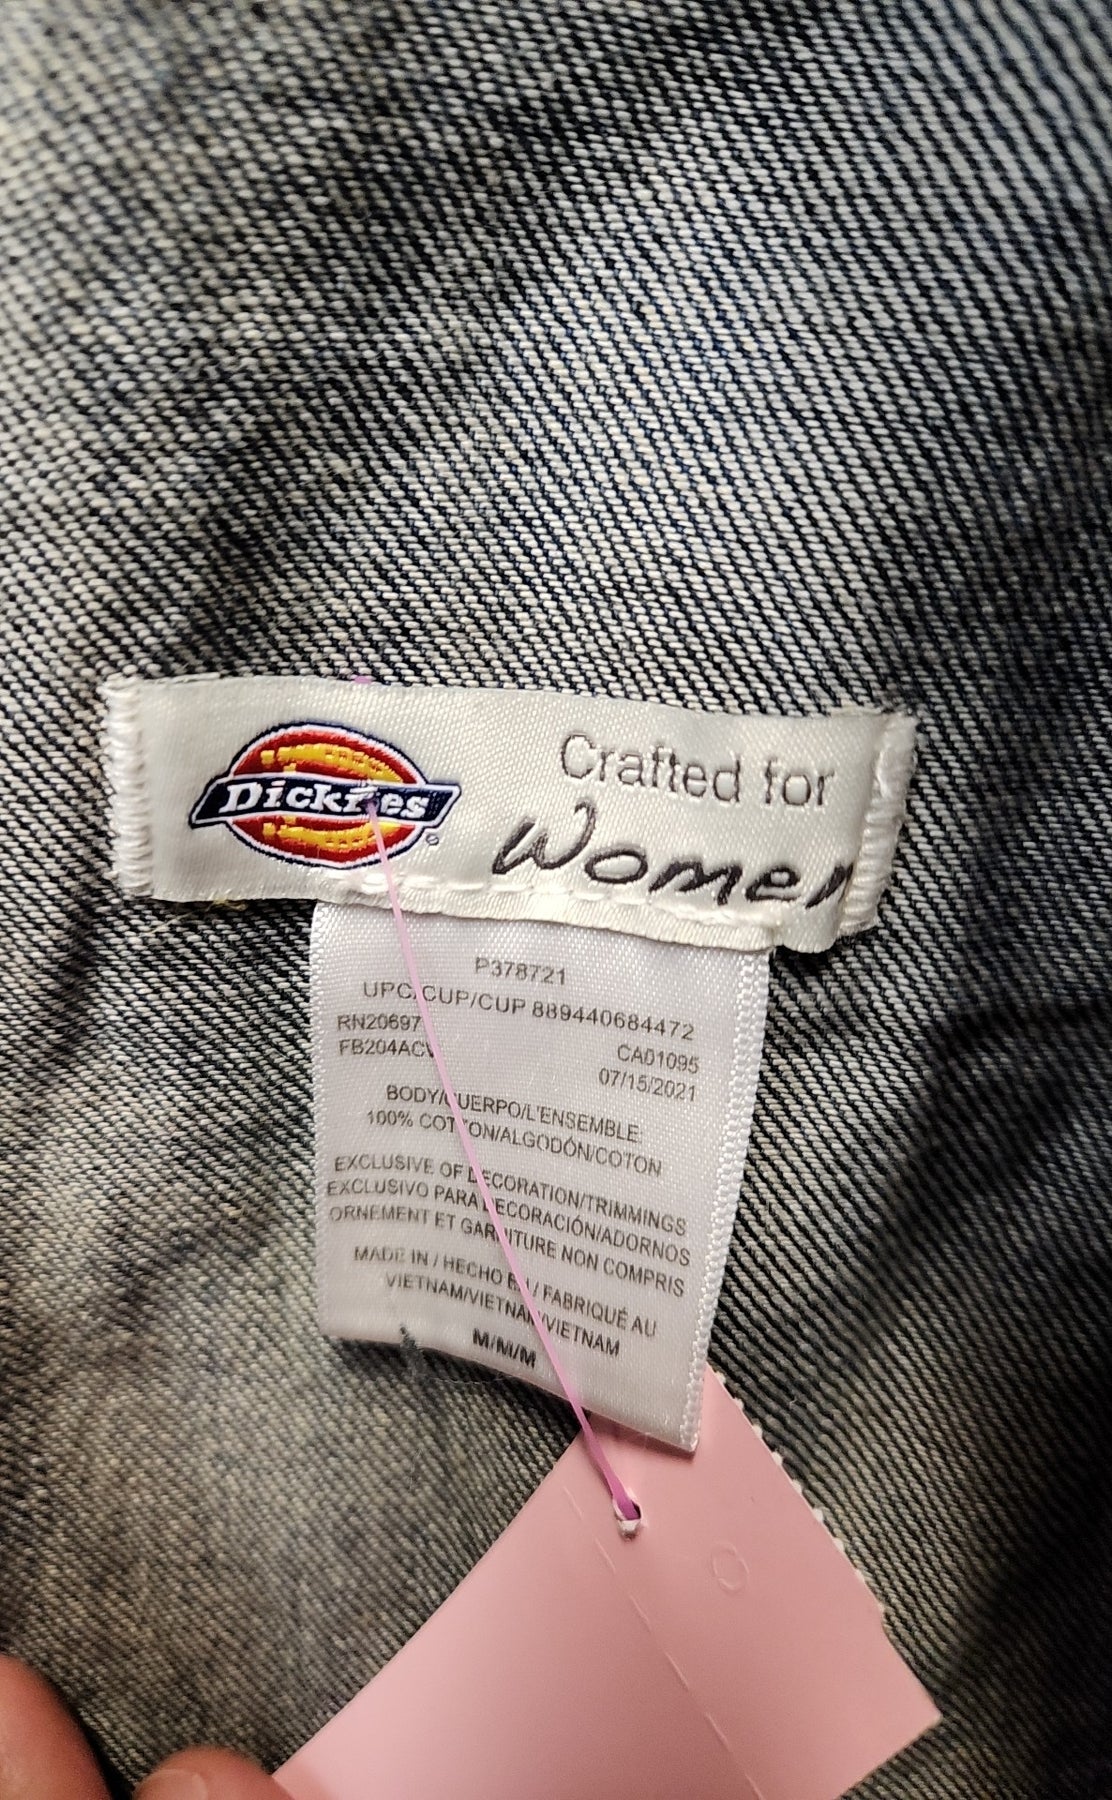 Dickies®
Crafted for
Women
P378721
UPC/CUP/CUP 889440684472
RN20697
CA01095
FB204ACV
07/15/2021
BODY/CUERPO/L'ENSEMBLE:
100% COTTON/ALGODÓN/COTON
EXCLUSIVE OF DECORATION/TRIMMINGS
EXCLUSIVO PARA DECORACIÓN/ADORNOS
ORNEMENT ET GARNITURE NON COMPRIS
MADE IN / HECHO EN / FABRIQUÉ AU
VIETNAM/VIETNAM/VIETNAM
M/M/M